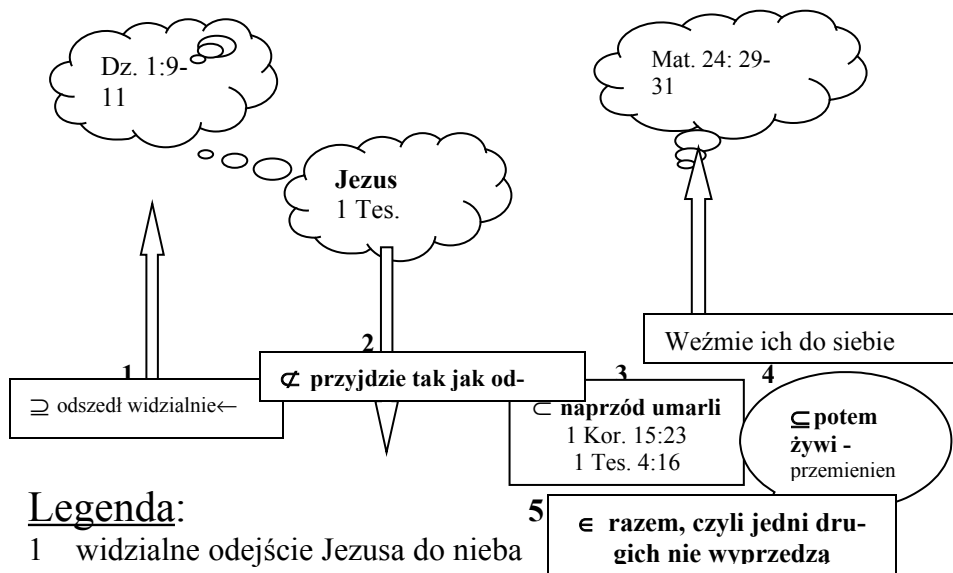 Dz. 1:9-
11
Mat. 24: 29-
31
Jezus
1 Tes.
Weźmie ich do siebie
1
2
3
4
⊇ odszedł widzialnie←
⊄ przyjdzie tak jak od-
⊂ naprzód umarli
1 Kor. 15:23
1 Tes. 4:16
⊆ potem
żywi -
przemienien
5
∈ razem, czyli jedni dru-
gich nie wyprzedzą
Legenda:
1 widzialne odejście Jezusa do nieba